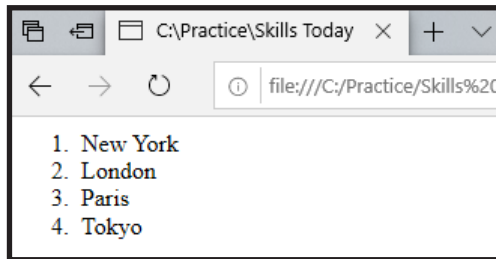 C:\Practice\Skills Today
file:///C:/Practice/Skills%20
1. New York
2. London
3. Paris
4. Tokyo